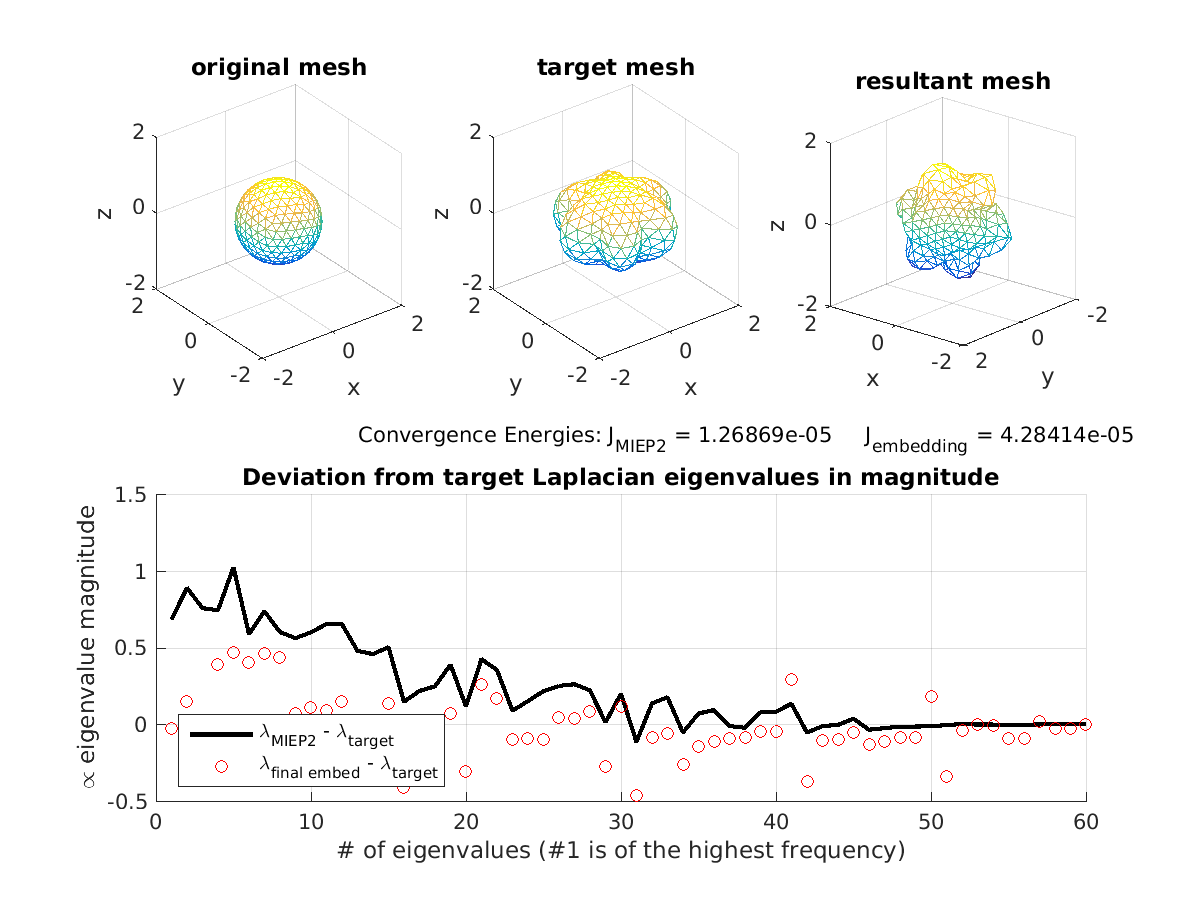 original mesh
target mesh
resultant mesh
2
0
-2
z
2
0
-2
y
-2
0
2
x
2
0
-2
z
2
0
-2
y
-2
0
2
x
2
0
-2
z
2
0
-2
x
2
0
-2
y
Convergence Energies: J_MIEP2 = 1.26869e-05 J_embedding = 4.28414e-05
Deviation from target Laplacian eigenvalues in magnitude
1.5
1
0.5
0
-0.5
∝ eigenvalue magnitude
λ_MIEP2 - λ_target
λ_final embed - λ_target
0 10 20 30 40 50 60
# of eigenvalues (#1 is of the highest frequency)